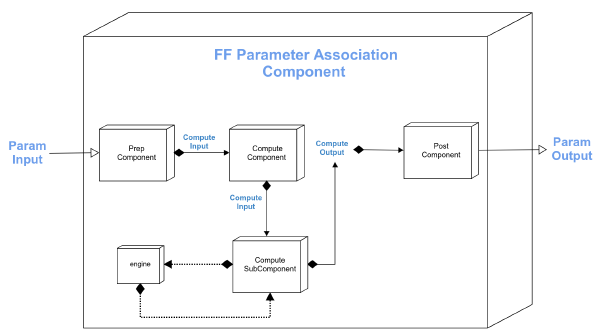 FF Parameter Association
Component
Param
Input
Prep
Component
Compute
Input
Compute
Component
Compute
Output
Post
Component
Param
Output
Compute
Input
engine
Compute
SubComponent